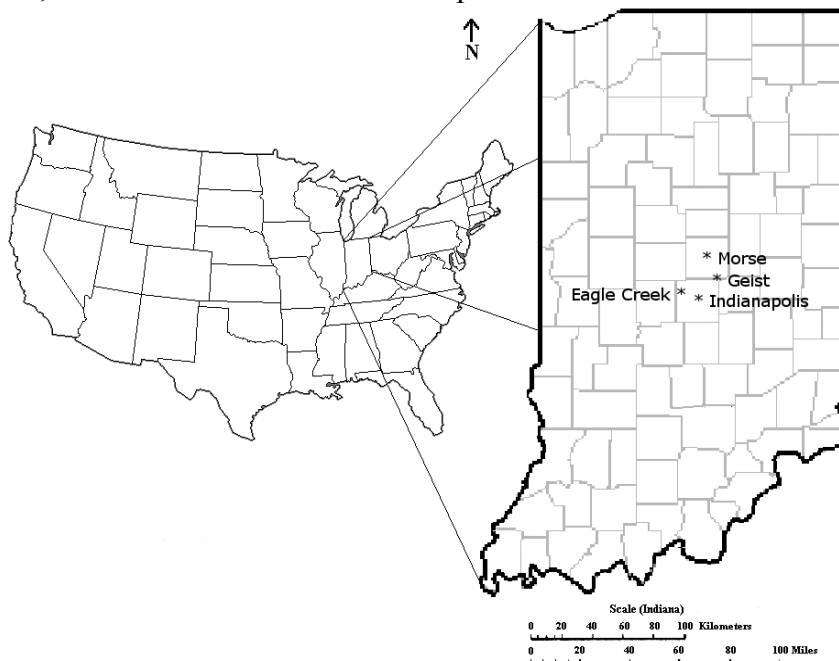 N
* Morse
* Geist
Eagle Creek *
* Indianapolis
Scale (Indiana)
0 20 40 60 80 100 Kilometers
0 20 40 60 80 100 Miles